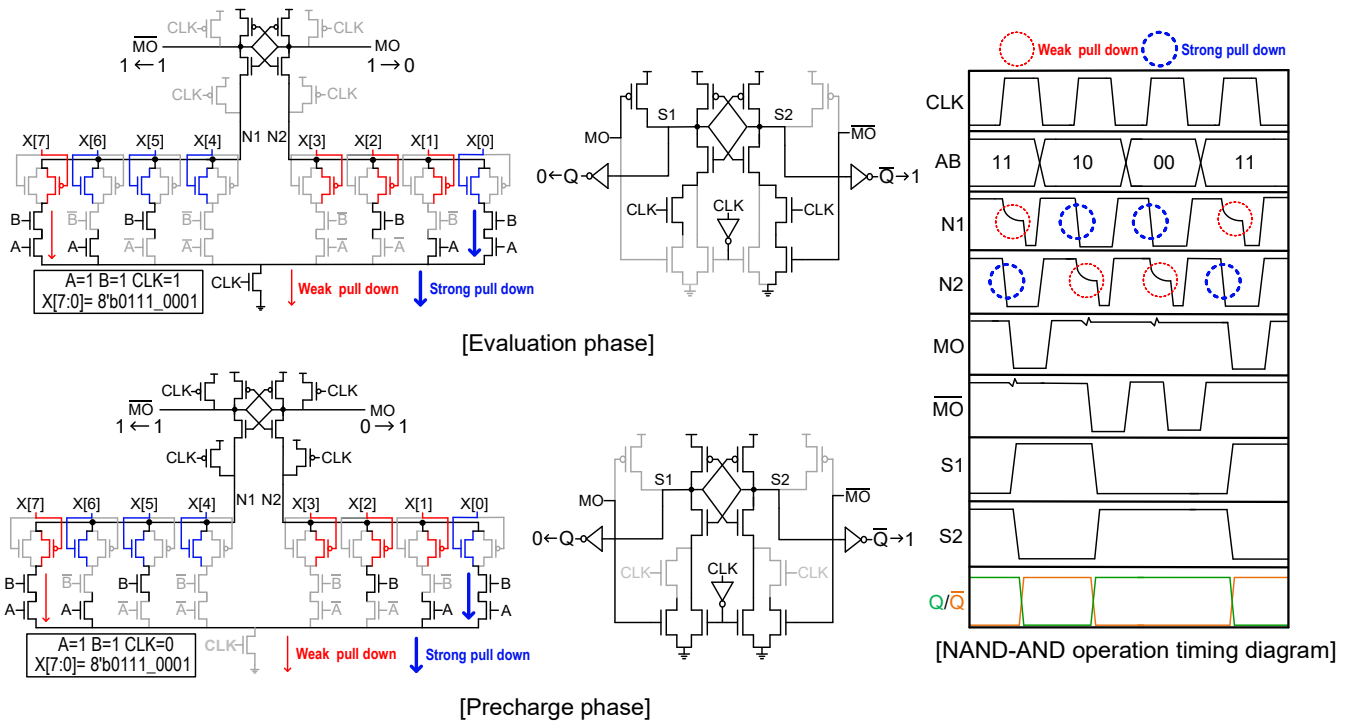 CLK CLK
MO MO
1←1 1→0
CLK CLK
X[7] X[6] X[5] X[4] N1 N2 X[3] X[2] X[1] X[0]
B B B B B B B B
A A A A A A A A
A=1 B=1 CLK=1
X[7:0]= 8'b0111_0001
CLK
Weak pull down
Strong pull down
S1 S2
MO MO
0←Q Q→1
CLK CLK CLK
[Evaluation phase]
CLK CLK
MO MO
1←1 0→1
CLK CLK
X[7] X[6] X[5] X[4] N1 N2 X[3] X[2] X[1] X[0]
B B B B B B B B
A A A A A A A A
A=1 B=1 CLK=0
X[7:0]= 8'b0111_0001
CLK
Weak pull down
Strong pull down
S1 S2
MO MO
0←Q Q→1
CLK CLK CLK
[Precharge phase]
Weak pull down Strong pull down
CLK
AB 11 10 00 11
N1
N2
MO
MO
S1
S2
Q/Q
[NAND-AND operation timing diagram]